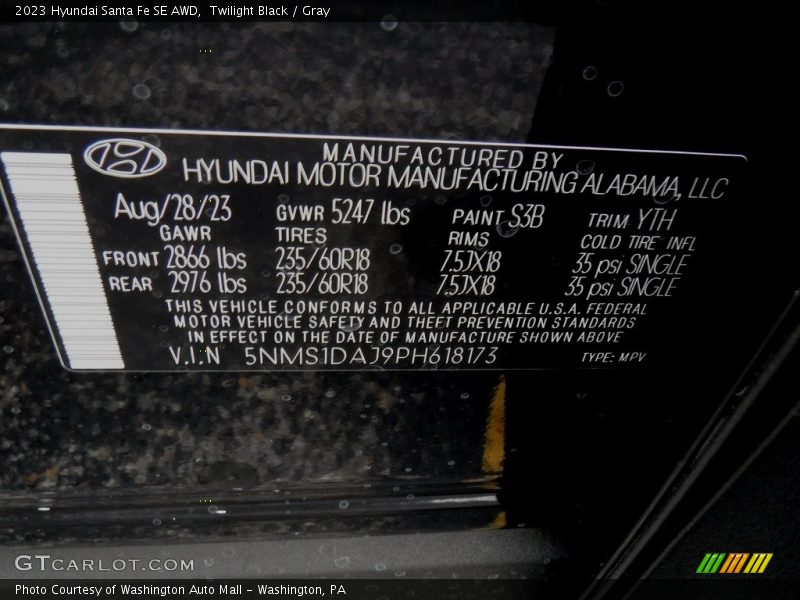 2023 Hyundai Santa Fe SE AWD, Twilight Black / Gray
MANUFACTURED BY
HYUNDAI MOTOR MANUFACTURING ALABAMA, LLC
Aug/28/23 GVWR 5247 lbs PAINT S3B TRIM YTH
GAWR TIRES RIMS COLD TIRE INFL
FRONT 2866 lbs 235/60R18 7.5JX18 35 psi SINGLE
REAR 2976 lbs 235/60R18 7.5JX18 35 psi SINGLE
THIS VEHICLE CONFORMS TO ALL APPLICABLE U.S.A. FEDERAL
MOTOR VEHICLE SAFETY AND THEFT PREVENTION STANDARDS
IN EFFECT ON THE DATE OF MANUFACTURE SHOWN ABOVE
V.I.N 5NMS1DAJ9PH618173 TYPE: MPV
GTCARLOT.COM
Photo Courtesy of Washington Auto Mall - Washington, PA